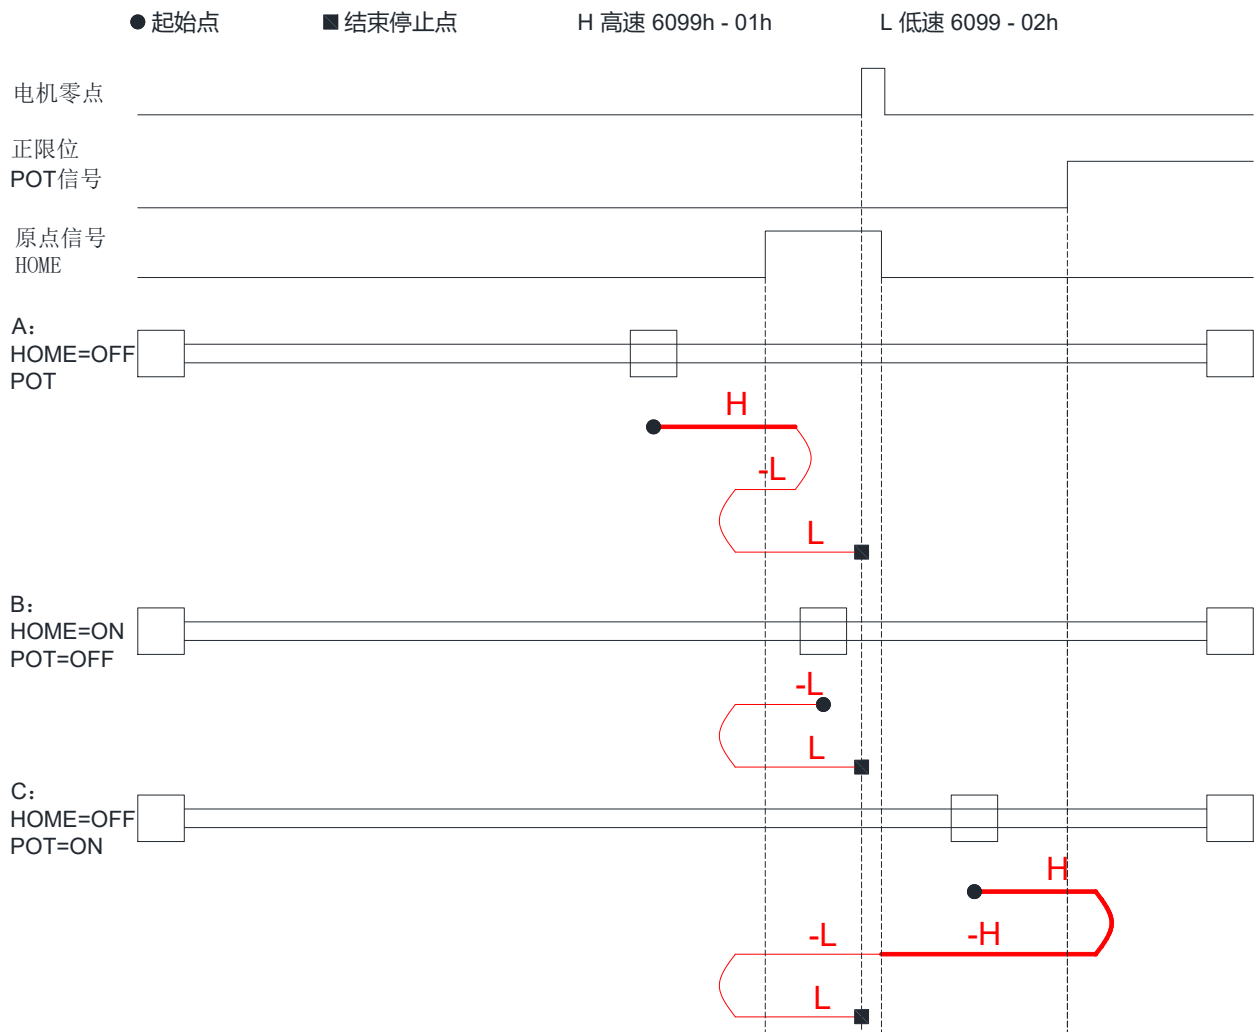 ● 起始点 ■ 结束停止点 H 高速 6099h - 01h L 低速 6099 - 02h
电机零点
正限位
POT信号
原点信号
HOME
A：
HOME=OFF
POT
H
-L
L
B：
HOME=ON
POT=OFF
-L
L
C：
HOME=OFF
POT=ON
H
-L -H
L